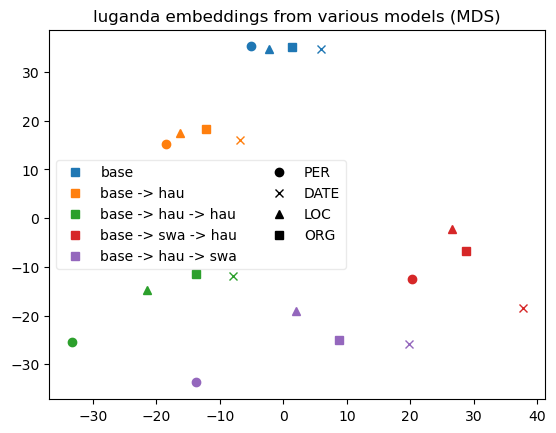 luganda embeddings from various models (MDS)
30
20
10
0
−10
−20
−30
base
base -> hau
base -> hau -> hau
base -> swa -> hau
base -> hau -> swa
PER
DATE
LOC
ORG
−30 −20 −10 0 10 20 30 40